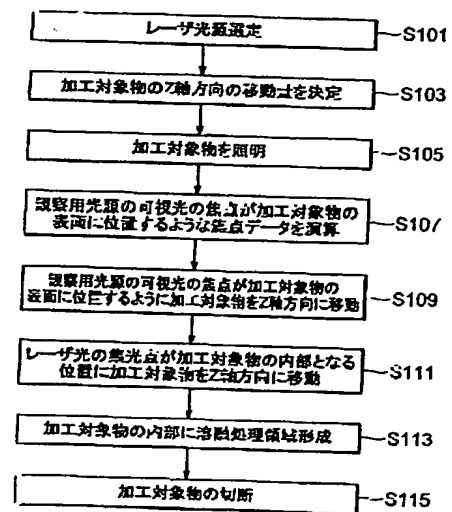 レーザ光源選定
S101
加工対象物のZ軸方向の移動量を決定
S103
加工対象物を照明
S105
観察用光源の可視光の焦点が加工対象物の
表面に位置するような焦点データを演算
S107
観察用光源の可視光の焦点が加工対象物の
表面に位置するように加工対象物をZ軸方向に移動
S109
レーザ光の集光点が加工対象物の内部となる
位置に加工対象物をZ軸方向に移動
S111
加工対象物の内部に溶融処理領域形成
S113
加工対象物の切断
S115